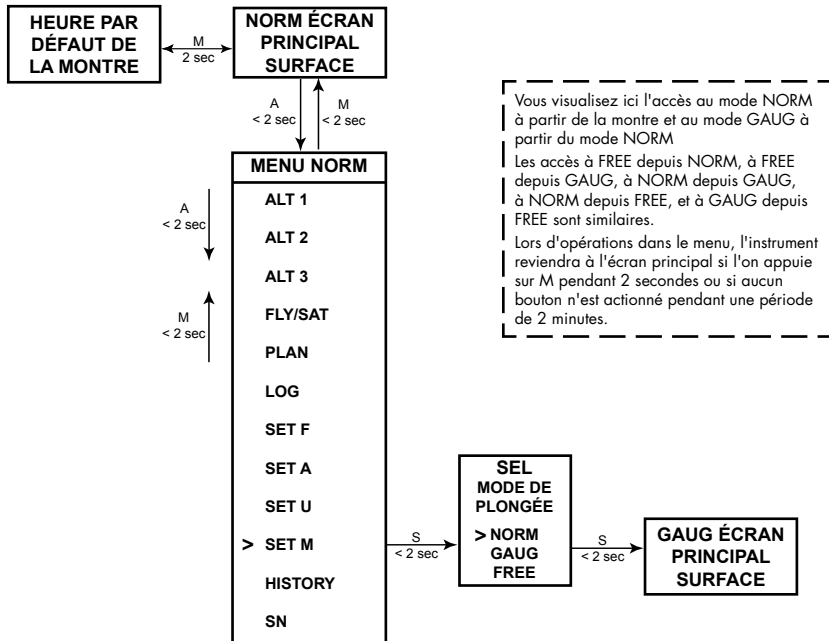 HEURE PAR
DÉFAUT DE
LA MONTRE
M
2 sec
NORM ÉCRAN
PRINCIPAL
SURFACE
A
< 2 sec
M
< 2 sec
Vous visualisez ici l'accès au mode NORM
à partir de la montre et au mode GAUG à
partir du mode NORM
Les accès à FREE depuis NORM, à FREE
depuis GAUG, à NORM depuis GAUG,
à NORM depuis FREE, et à GAUG depuis
FREE sont similaires.
Lors d'opérations dans le menu, l'instrument
reviendra à l'écran principal si l'on appuie
sur M pendant 2 secondes ou si aucun
bouton n'est actionné pendant une période
de 2 minutes.
MENU NORM
A
< 2 sec
M
< 2 sec
ALT 1
ALT 2
ALT 3
FLY/SAT
PLAN
LOG
SET F
SET A
SET U
> SET M
HISTORY
SN
S
< 2 sec
SEL
MODE DE
PLONGÉE
> NORM
GAUG
FREE
S
< 2 sec
GAUG ÉCRAN
PRINCIPAL
SURFACE